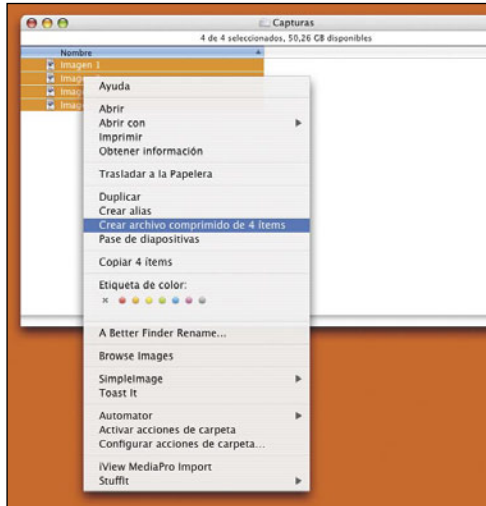 Capturas
4 de 4 seleccionados, 50,26 GB disponibles
Nombre
Imagen 1
Imag
Imag
Imag
Ayuda
Abrir
Abrir con
Imprimir
Obtener información
Trasladar a la Papelera
Duplicar
Crear alias
Crear archivo comprimido de 4 ítems
Pase de diapositivas
Copiar 4 ítems
Etiqueta de color:
A Better Finder Rename...
Browse Images
SimpleImage
Toast It
Automator
Activar acciones de carpeta
Configurar acciones de carpeta...
iView MediaPro Import
StuffIt